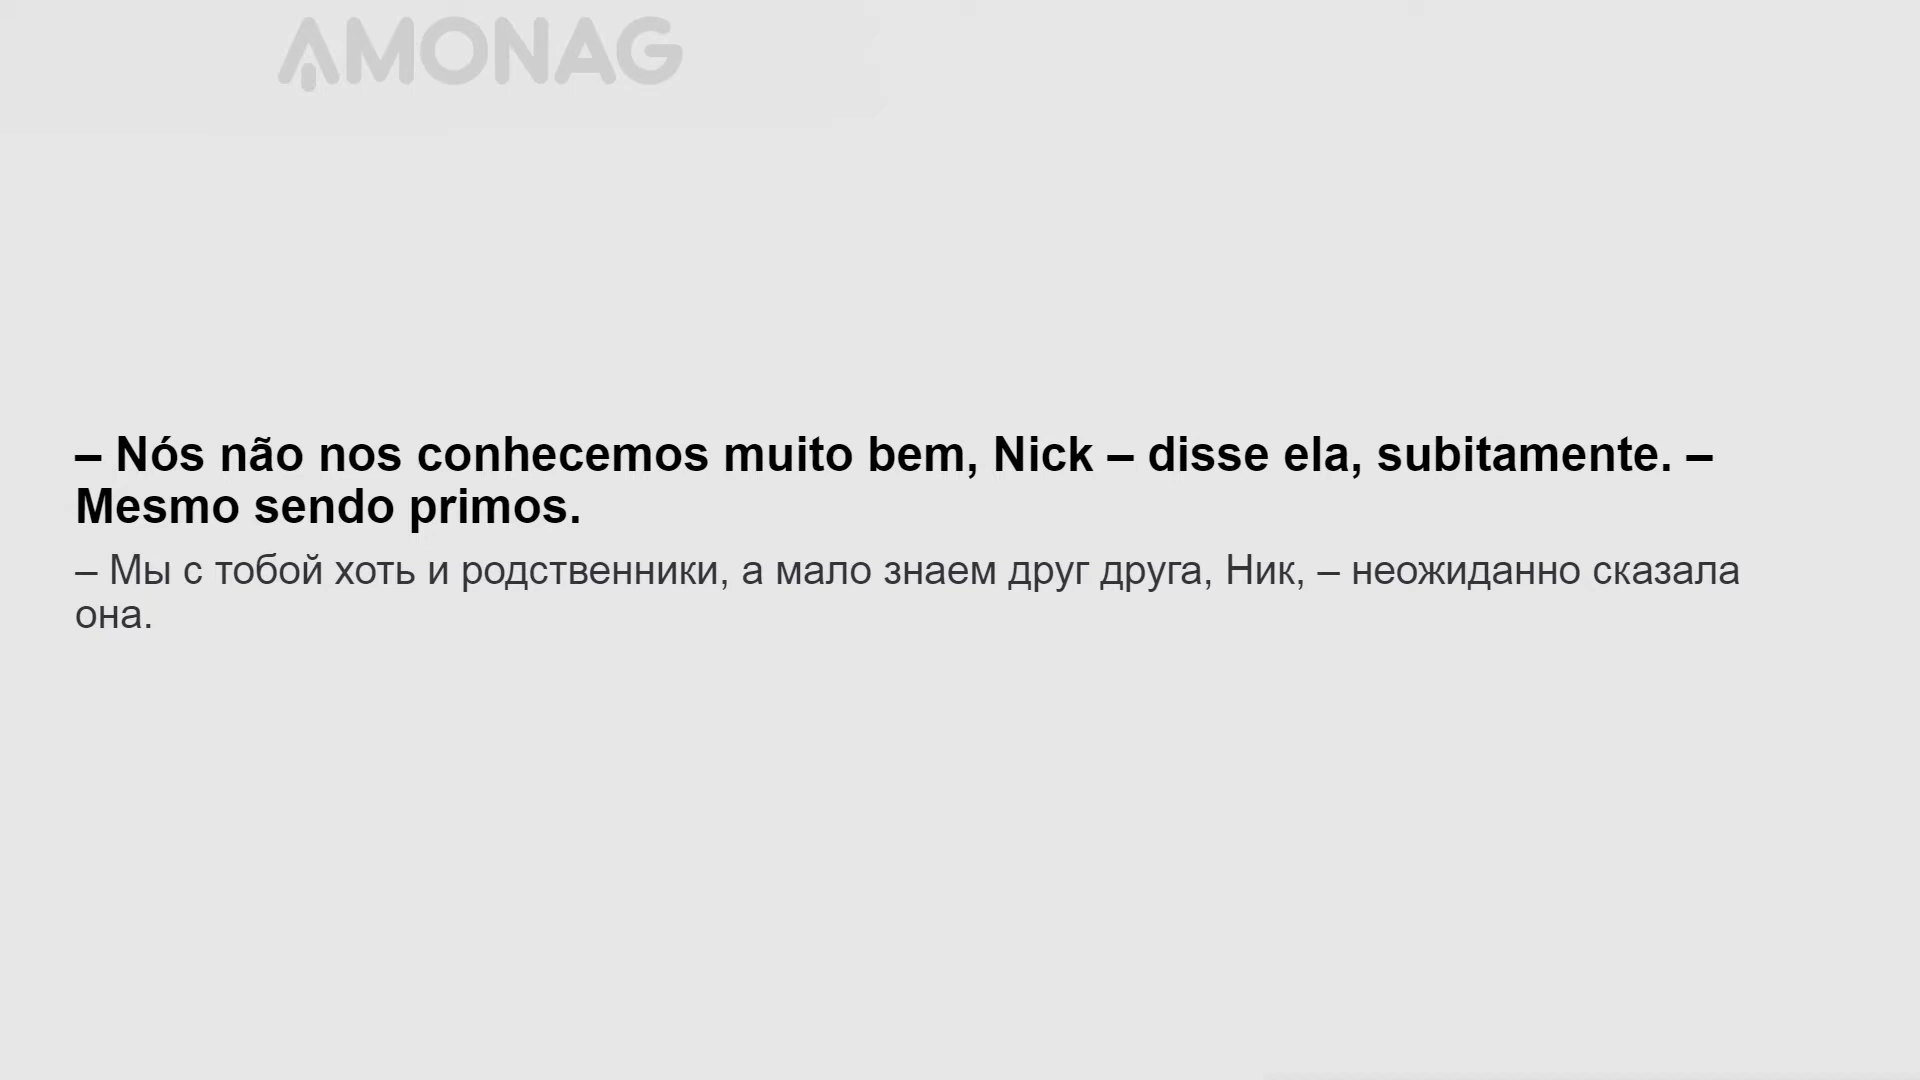 AMONAG
– Nós não nos conhecemos muito bem, Nick – disse ela, subitamente. –
Mesmo sendo primos.
– Мы с тобой хоть и родственники, а мало знаем друг друга, Ник, – неожиданно сказала
она.